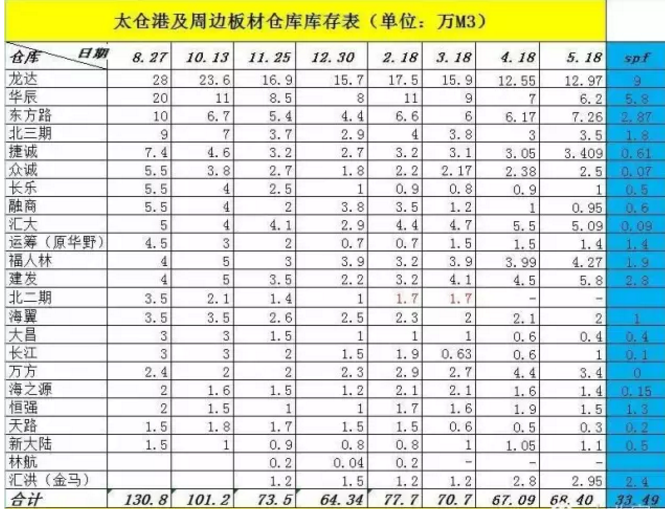 太仓港及周边板材仓库库存表（单位：万M3）
仓库 日期 8.27 10.13 11.25 12.30 2.18 3.18 4.18 5.18 spf
龙达 28 23.6 16.9 15.7 17.5 15.9 12.55 12.97 9
华辰 20 11 8.5 8 11 9 7 6.2 5.8
东方路 10 6.7 5.4 4.4 6.6 6 6.17 7.26 2.87
北三期 9 7 3.7 2.9 4 3.8 3 3.5 1.8
捷诚 7.4 4.6 3.2 2.7 3.2 3.1 3.05 3.409 0.61
众诚 5.5 3.8 2.7 1.8 2.2 2.17 2.38 2.5 0.07
长乐 5.5 4 2.5 1 0.9 0.8 0.9 1 0.5
融商 5.5 4 2 3.8 3.5 1.2 1 0.95 0.6
汇大 5 4 4.1 2.9 4.4 4.7 5.5 5.09 0.09
运筹（原华野） 4.5 3 2 0.7 0.7 1.5 1.5 1.4 1.4
福人林 4 5 3 3.9 3.2 3.9 3.99 4.27 1.9
建发 4 5 3.5 2.2 3.2 4.1 4.5 5.8 2.8
北二期 3.5 2.1 1.4 1 1.7 1.7 - -
海翼 3.5 3.5 2.6 2.5 2.3 2 2.1 2 1
大昌 3 3 1.5 1 1 1 0.6 0.4 0.4
长江 3 3 2 1.5 1.9 0.63 0.6 1 0.1
万方 2.4 2 2 2.3 2.9 2.7 4.4 3.4 0
海之源 2 1.6 1.5 1.2 2.1 2.1 1.6 1.4 0.15
恒强 2 1.5 1 1 1.7 1.6 1.9 1.5 1.3
天路 1.5 1.8 1.7 1.5 1.5 0.6 0.5 0.3 0.2
新大陆 1.5 1 0.9 0.8 0.8 1 1.05 1.1 0.5
林航 0.2 0.04 0.2 - - -
汇洪（金马） 1.2 1.5 1.2 1.2 2.8 2.95 2.4
合计 130.8 101.2 73.5 64.34 77.7 70.7 67.09 68.40 33.49